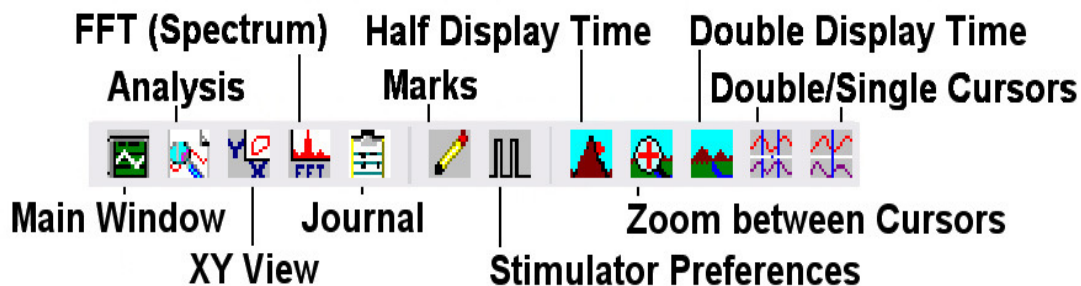 FFT (Spectrum) Half Display Time Double Display Time
Analysis Marks Double/Single Cursors
Y X FFT
Main Window Journal Zoom between Cursors
XY View Stimulator Preferences